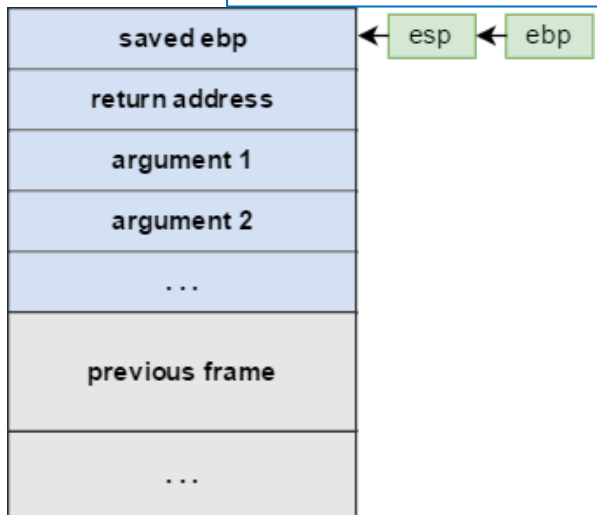 saved ebp
esp
ebp
return address
argument 1
argument 2
...
previous frame
...